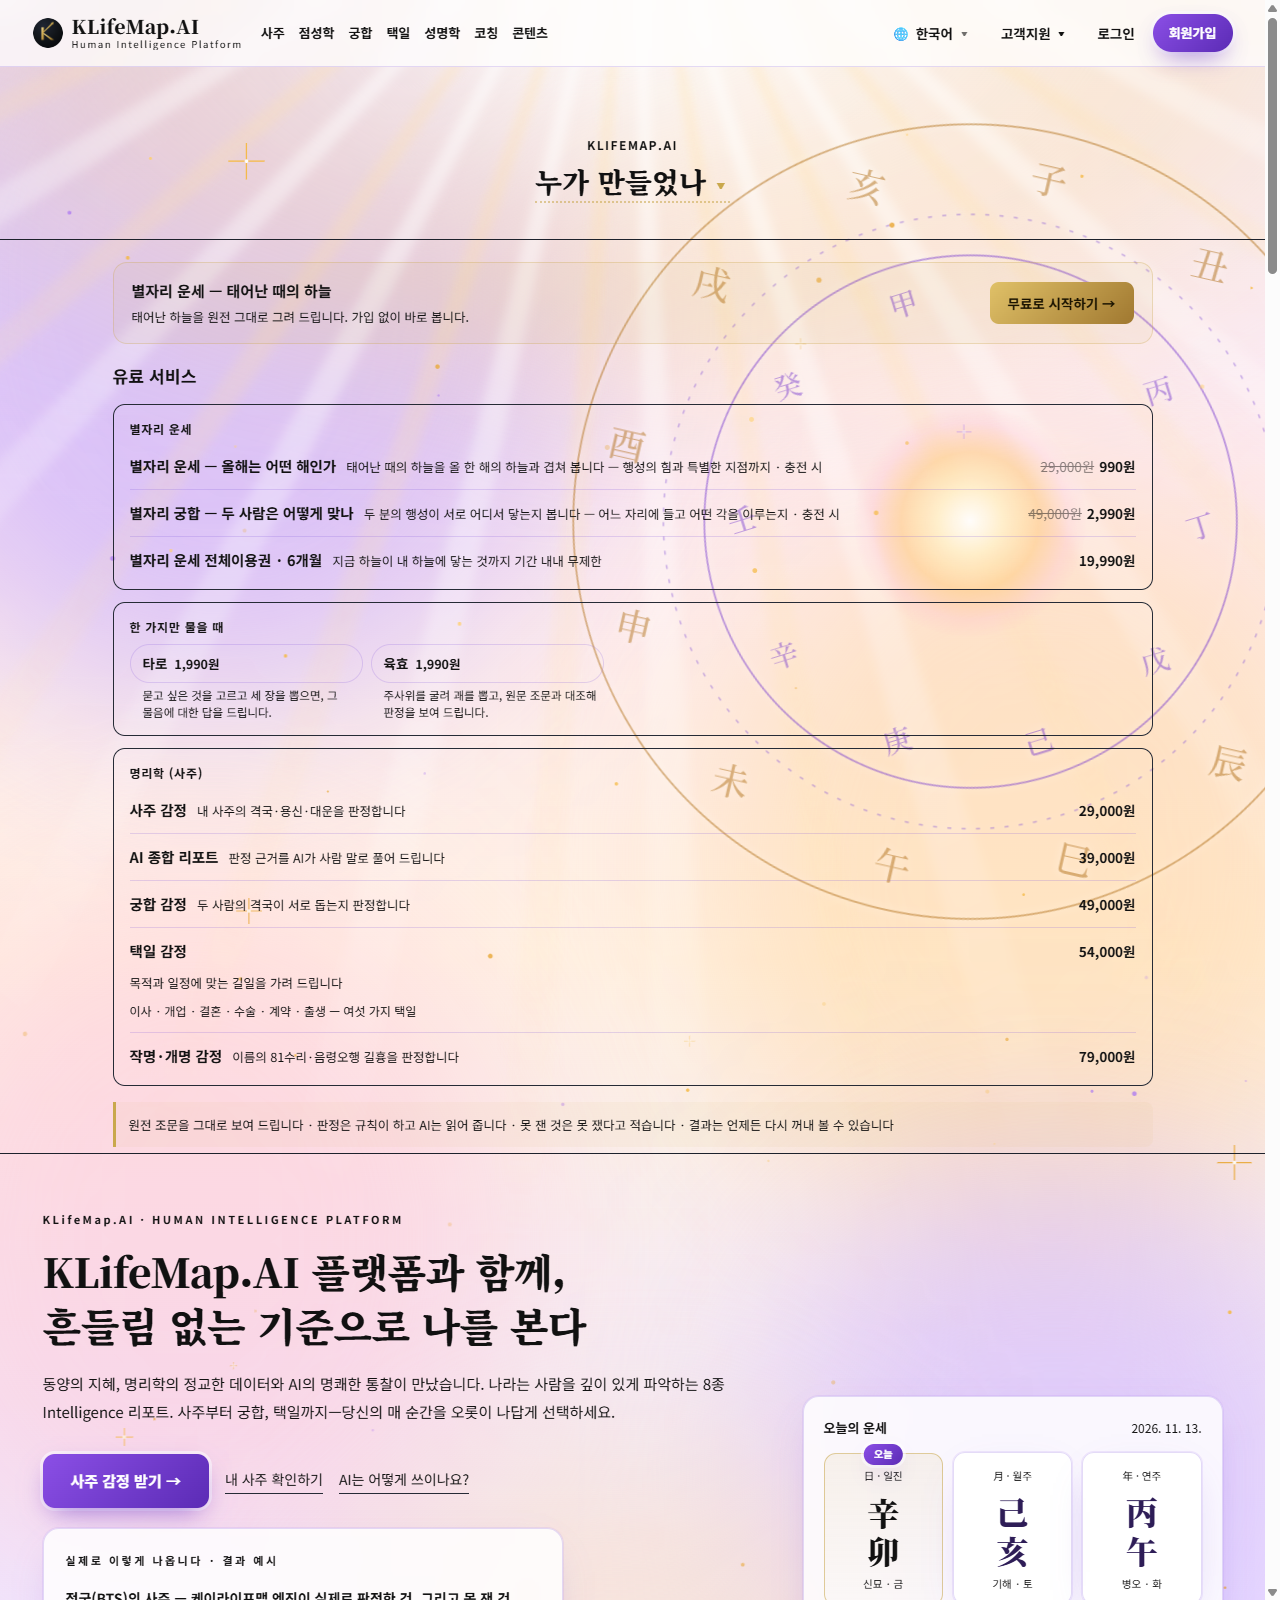 KLifeMap.AI
Human Intelligence Platform
사주 점성학 궁합 택일 성명학 코칭 콘텐츠
한국어 ▼ 고객지원 ▼ 로그인 회원가입
KLIFEMAP.AI
누가 만들었나 ▼
亥 子
戌 丑
甲
별자리 운세 — 태어난 때의 하늘
태어난 하늘을 원전 그대로 그려 드립니다. 가입 없이 바로 봅니다.
무료로 시작하기 →
유료 서비스
癸 丙
별자리 운세
酉
별자리 운세 — 올해는 어떤 해인가 태어난 때의 하늘을 올 한 해의 하늘과 겹쳐 봅니다 — 행성의 힘과 특별한 지점까지 · 충전 시 29,000원 990원
별자리 궁합 — 두 사람은 어떻게 맞나 두 분의 행성이 서로 어디서 닿는지 봅니다 — 어느 자리에 들고 어떤 각을 이루는지 · 충전 시 49,000원 2,990원
壬 丁
별자리 운세 전체이용권 · 6개월 지금 하늘이 내 하늘에 닿는 것까지 기간 내내 무제한 19,990원
한 가지만 물을 때
申
타로 1,990원 육효 1,990원
辛 戊
묻고 싶은 것을 고르고 세 장을 뽑으면, 그
물음에 대한 답을 드립니다.
주사위를 굴려 괘를 뽑고, 원문 조문과 대조해
판정을 보여 드립니다.
庚 己
명리학 (사주)
未 辰
사주 감정 내 사주의 격국·용신·대운을 판정합니다 29,000원
AI 종합 리포트 판정 근거를 AI가 사람 말로 풀어 드립니다 39,000원
午 巳
궁합 감정 두 사람의 격국이 서로 돕는지 판정합니다 49,000원
택일 감정 54,000원
목적과 일정에 맞는 길일을 가려 드립니다
이사 · 개업 · 결혼 · 수술 · 계약 · 출생 — 여섯 가지 택일
작명·개명 감정 이름의 81수리·음령오행 길흉을 판정합니다 79,000원
원전 조문을 그대로 보여 드립니다 · 판정은 규칙이 하고 AI는 읽어 줍니다 · 못 잰 것은 못 쟀다고 적습니다 · 결과는 언제든 다시 꺼내 볼 수 있습니다
KLifeMap.AI · HUMAN INTELLIGENCE PLATFORM
KLifeMap.AI 플랫폼과 함께,
흔들림 없는 기준으로 나를 본다
동양의 지혜, 명리학의 정교한 데이터와 AI의 명쾌한 통찰이 만났습니다. 나라는 사람을 깊이 있게 파악하는 8종
Intelligence 리포트. 사주부터 궁합, 택일까지—당신의 매 순간을 오롯이 나답게 선택하세요.
사주 감정 받기 → 내 사주 확인하기 AI는 어떻게 쓰이나요?
실제로 이렇게 나옵니다 · 결과 예시
정국(BTS)의 사주 — 케이라이프맵 엔진이 실제로 판정한 것, 그리고 못 잰 것
오늘의 운세 2026. 11. 13.
오늘
日 · 일진 月 · 월주 年 · 연주
辛 己 丙
卯 亥 午
신묘 · 금 기해 · 토 병오 · 화